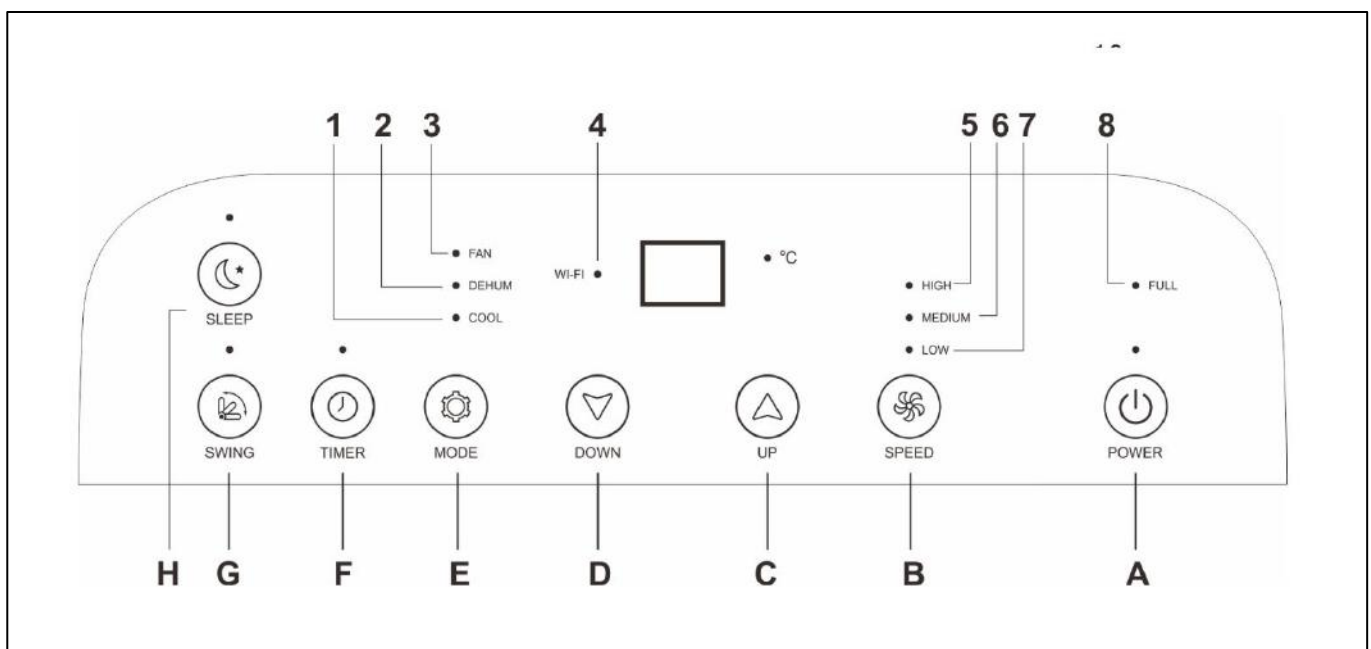 1 2 3 4 5 6 7 8
FAN
WI-FI
°C
DEHUM
HIGH
FULL
SLEEP
COOL
MEDIUM
LOW
SWING TIMER MODE DOWN UP SPEED POWER
H G F E D C B A